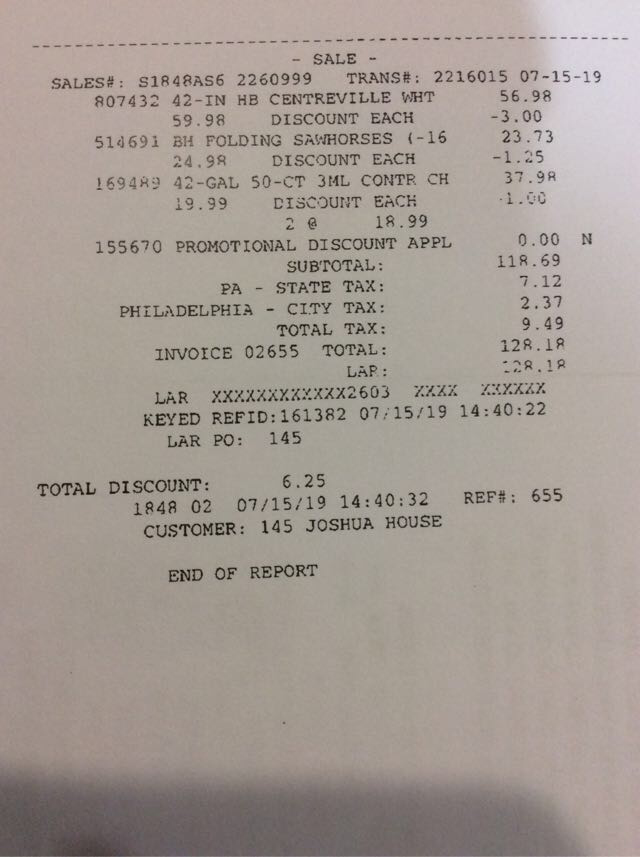 - SALE -
SALES#: S1848AS6 2260999 TRANS#: 2216015 07-15-19
807432 42-IN HB CENTREVILLE WHT 56.98
59.98 DISCOUNT EACH -3.00
514691 BH FOLDING SAWHORSES (-16 23.73
24.98 DISCOUNT EACH -1.25
169489 42-GAL 50-CT 3ML CONTR CH 37.98
19.99 DISCOUNT EACH -1.00
2 @ 18.99
155670 PROMOTIONAL DISCOUNT APPL 0.00 N
SUBTOTAL: 118.69
PA - STATE TAX: 7.12
PHILADELPHIA - CITY TAX: 2.37
TOTAL TAX: 9.49
INVOICE 02655 TOTAL: 128.18
LAR: 128.18
LAR XXXXXXXXXXXX2603 XXXX XXXXXX
KEYED REFID:161382 07/15/19 14:40:22
LAR PO: 145
TOTAL DISCOUNT: 6.25
1848 02 07/15/19 14:40:32 REF#: 655
CUSTOMER: 145 JOSHUA HOUSE
END OF REPORT